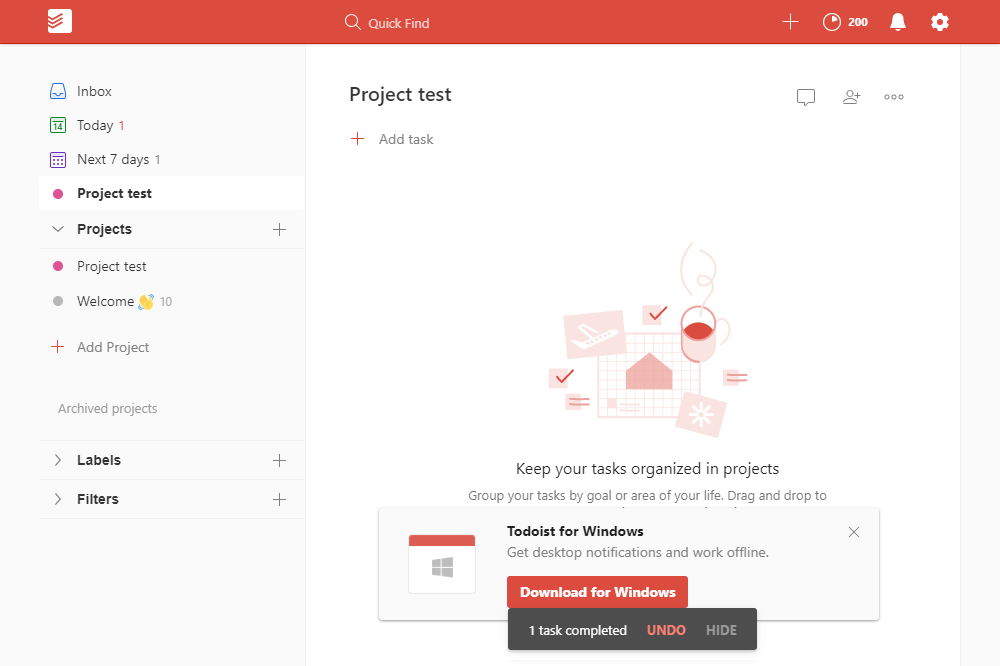 Quick Find
200
Inbox
14 Today 1
Next 7 days 1
Project test
Projects
Project test
Welcome 👋 10
Add Project
Archived projects
Labels
Filters
Project test
Add task
Keep your tasks organized in projects
Group your tasks by goal or area of your life. Drag and drop to
Todoist for Windows
Get desktop notifications and work offline.
Download for Windows
1 task completed UNDO HIDE